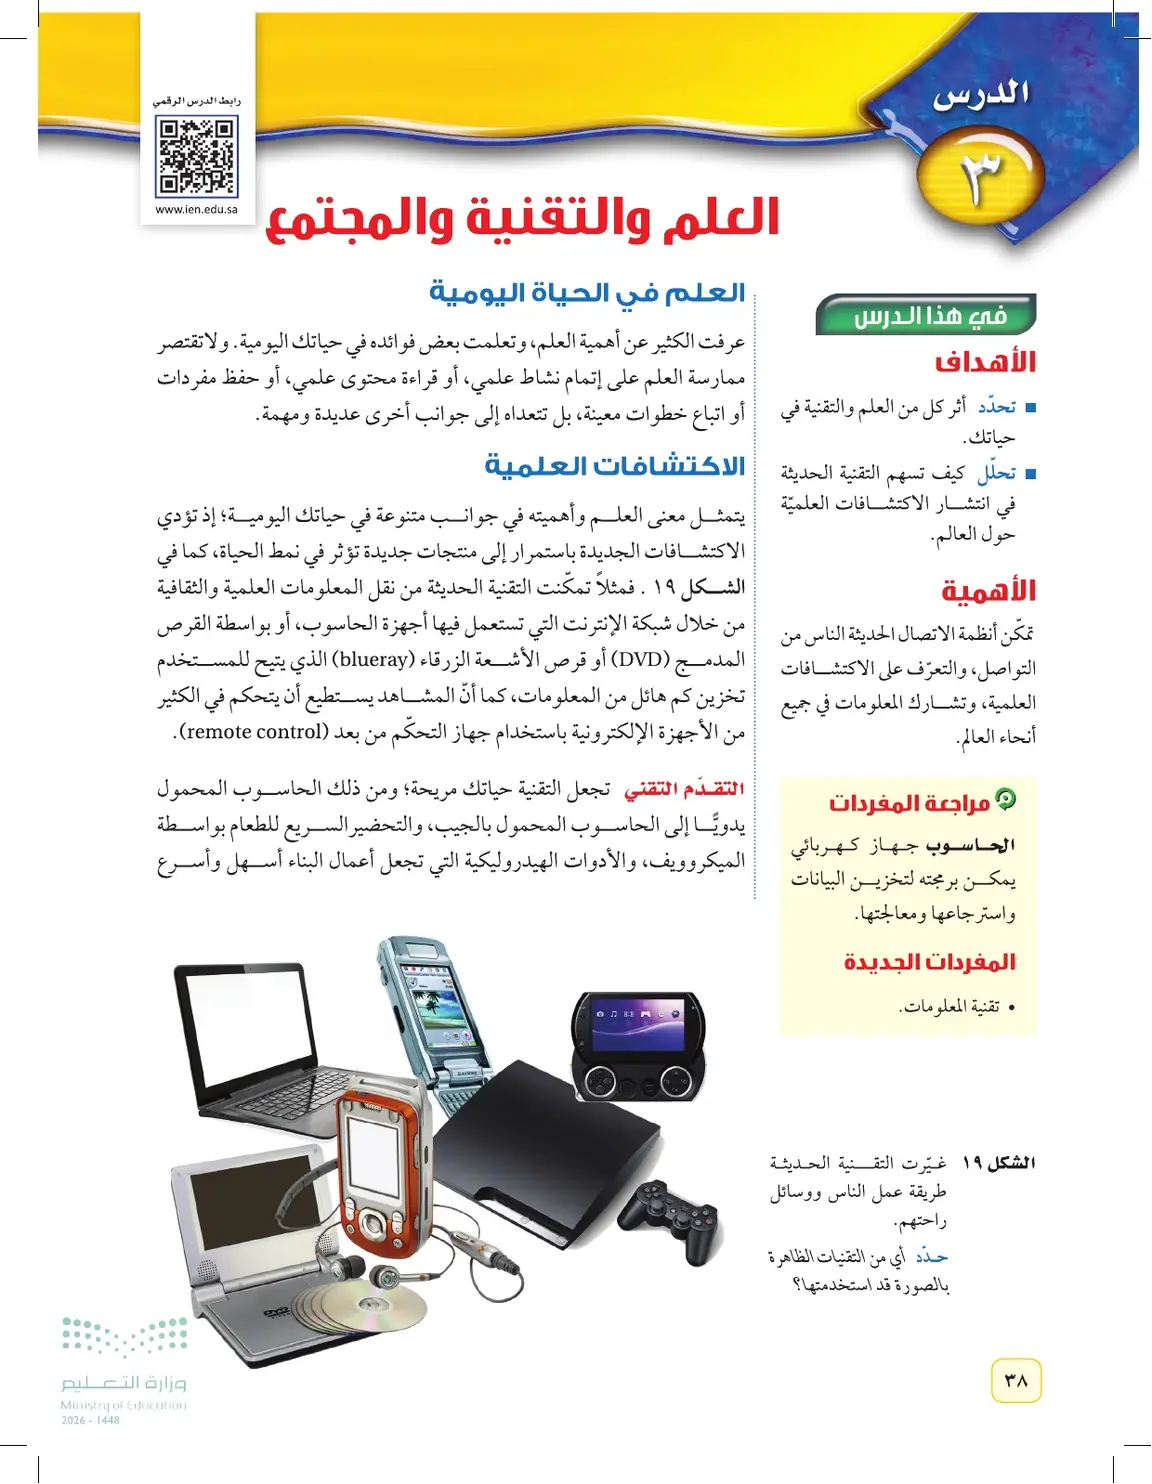 الدرس
٣
رابط الدرس الرقمي
www.ien.edu.sa
العلم والتقنية والمجتمع
في هذا الدرس
الأهداف
تحدّد أثر كل من العلم والتقنية في
حياتك.
تحلّل كيف تسهم التقنية الحديثة
في انتشار الاكتشافات العلميّة
حول العالم.
الأهمية
تمكّن أنظمة الاتصال الحديثة الناس من
التواصل، والتعرّف على الاكتشافات
العلمية، وتشارك المعلومات في جميع
أنحاء العالم.
مراجعة المفردات
الحاسوب جهاز كهربائي
يمكن برمجته لتخزين البيانات
واسترجاعها ومعالجتها.
المفردات الجديدة
• تقنية المعلومات.
العلم في الحياة اليومية
عرفت الكثير عن أهمية العلم، وتعلمت بعض فوائده في حياتك اليومية. ولاتقتصر
ممارسة العلم على إتمام نشاط علمي، أو قراءة محتوى علمي، أو حفظ مفردات
أو اتباع خطوات معينة، بل تتعداه إلى جوانب أخرى عديدة ومهمة.
الاكتشافات العلمية
يتمثل معنى العلم وأهميته في جوانب متنوعة في حياتك اليومية؛ إذ تؤدي
الاكتشافات الجديدة باستمرار إلى منتجات جديدة تؤثر في نمط الحياة، كما في
الشكل ١٩ . فمثلاً تمكّنت التقنية الحديثة من نقل المعلومات العلمية والثقافية
من خلال شبكة الإنترنت التي تستعمل فيها أجهزة الحاسوب، أو بواسطة القرص
المدمج (DVD) أو قرص الأشعة الزرقاء (blueray) الذي يتيح للمستخدم
تخزين كم هائل من المعلومات، كما أنّ المشاهد يستطيع أن يتحكم في الكثير
من الأجهزة الإلكترونية باستخدام جهاز التحكّم من بعد (remote control).
التقدّم التقني تجعل التقنية حياتك مريحة؛ ومن ذلك الحاسوب المحمول
يدويًّا إلى الحاسوب المحمول بالجيب، والتحضيرالسريع للطعام بواسطة
الميكروويف، والأدوات الهيدروليكية التي تجعل أعمال البناء أسهل وأسرع
الشكل ١٩ غيّرت التقنية الحديثة
طريقة عمل الناس ووسائل
راحتهم.
حدّد أي من التقنيات الظاهرة
بالصورة قد استخدمتها؟
DVD
وزارة التعليم
Ministry of Education
2026 - 1448
٣٨